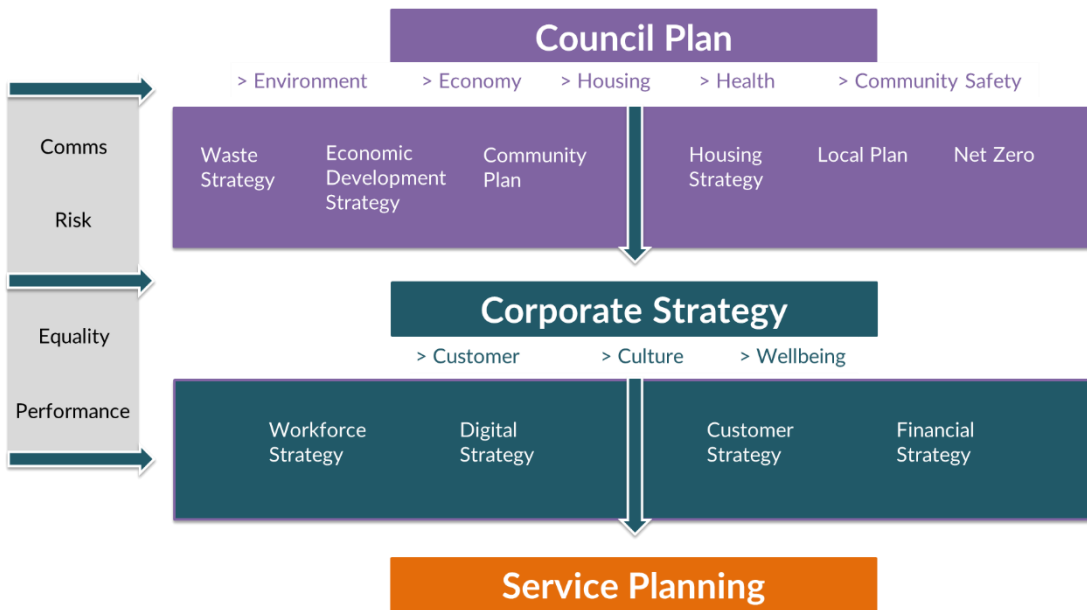 Council Plan
> Environment > Economy > Housing > Health > Community Safety
Comms
Risk
Equality
Performance
Waste
Strategy
Economic
Development
Strategy
Community
Plan
Housing
Strategy
Local Plan
Net Zero
Corporate Strategy
> Customer > Culture > Wellbeing
Workforce
Strategy
Digital
Strategy
Customer
Strategy
Financial
Strategy
Service Planning